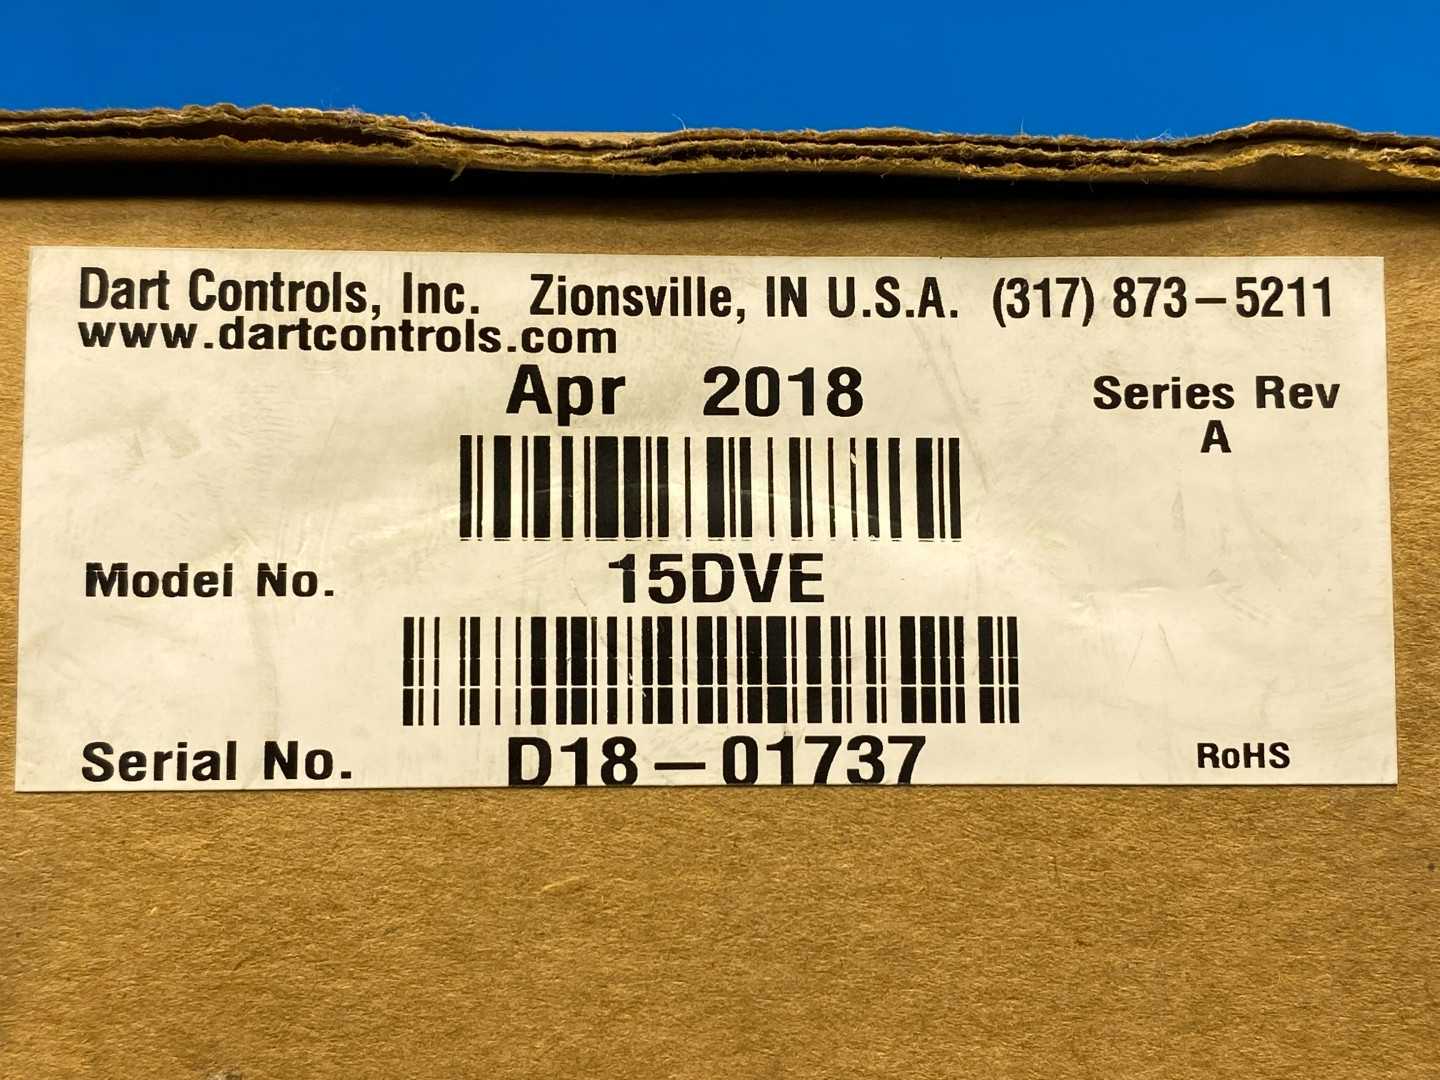 Dart Controls, Inc. Zionsville, IN U.S.A. (317) 873-5211
www.dartcontrols.com
Apr 2018
Series Rev
A
Model No. 15DVE
Serial No. D18-01737
RoHS